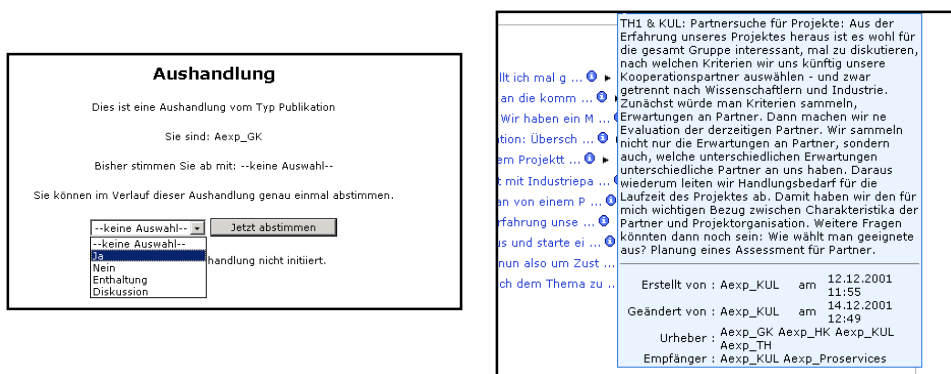 Aushandlung
Dies ist eine Aushandlung vom Typ Publikation
Sie sind: Aexp_GK
Bisher stimmen Sie ab mit: --keine Auswahl--
Sie können im Verlauf dieser Aushandlung genau einmal abstimmen.
--keine Auswahl-- Jetzt abstimmen
--keine Auswahl--
Ja
Nein
Enthaltung
Diskussion
handlung nicht initiiert.
llt ich mal g ...
an die komm ...
Wir haben ein M ...
tion: Übersch ...
em Projektt ...
t mit Industriepa ...
an von einem P ...
rfahrung unse ...
us und starte ei ...
nun also um Zust ...
ch dem Thema zu ...
TH1 & KUL: Partnersuche für Projekte: Aus der
Erfahrung unseres Projektes heraus ist es wohl für
die gesamt Gruppe interessant, mal zu diskutieren,
nach welchen Kriterien wir uns künftig unsere
Kooperationspartner auswählen - und zwar
getrennt nach Wissenschaftlern und Industrie.
Zunächst würde man Kriterien sammeln,
Erwartungen an Partner. Dann machen wir ne
Evaluation der derzeitigen Partner. Wir sammeln
nicht nur die Erwartungen an Partner, sondern
auch, welche unterschiedlichen Erwartungen
unterschiedliche Partner an uns haben. Daraus
wiederum leiten wir Handlungsbedarf für die
Laufzeit des Projektes ab. Damit haben wir den für
mich wichtigen Bezug zwischen Charakteristika der
Partner und Projektorganisation. Weitere Fragen
könnten dann noch sein: Wie wählt man geeignete
aus? Planung eines Assessment für Partner.
Erstellt von : Aexp_KUL am 12.12.2001
11:55
Geändert von : Aexp_KUL am 14.12.2001
12:49
Urheber : Aexp_GK Aexp_HK Aexp_KUL
Aexp_TH
Empfänger : Aexp_KUL Aexp_Proservices